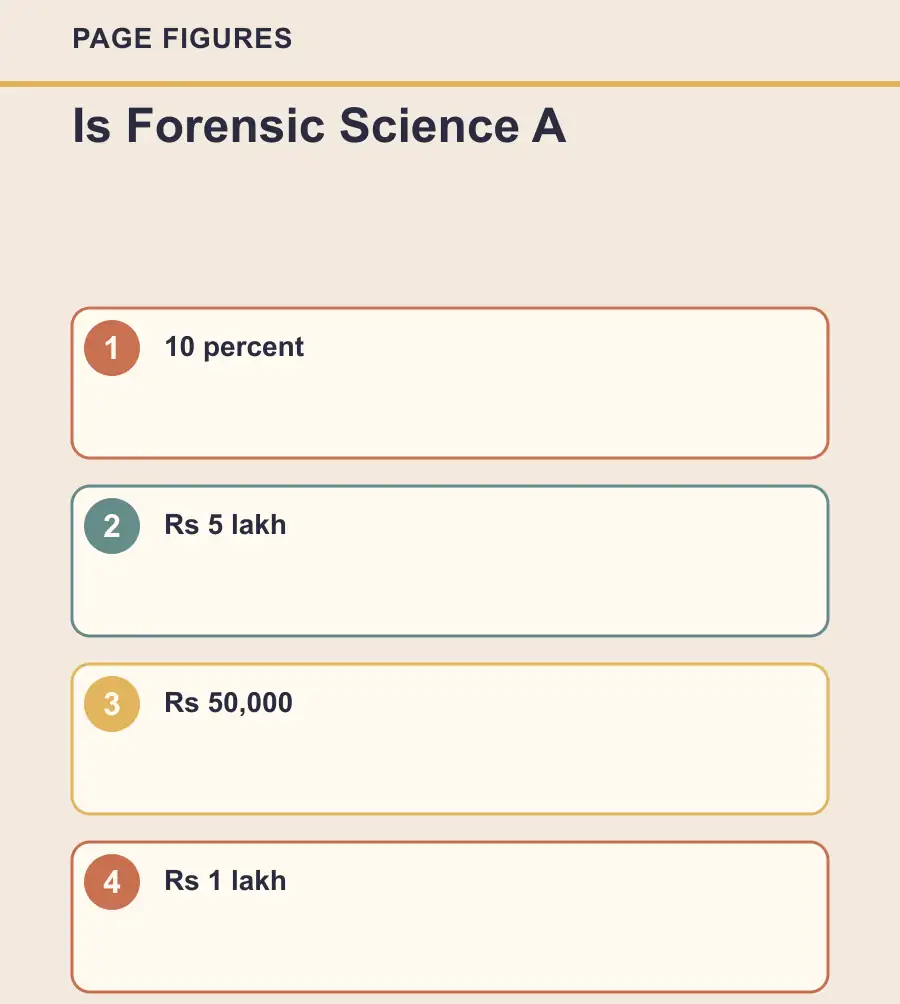 PAGE FIGURES
Is Forensic Science A
1 10 percent
2 Rs 5 lakh
3 Rs 50,000
4 Rs 1 lakh